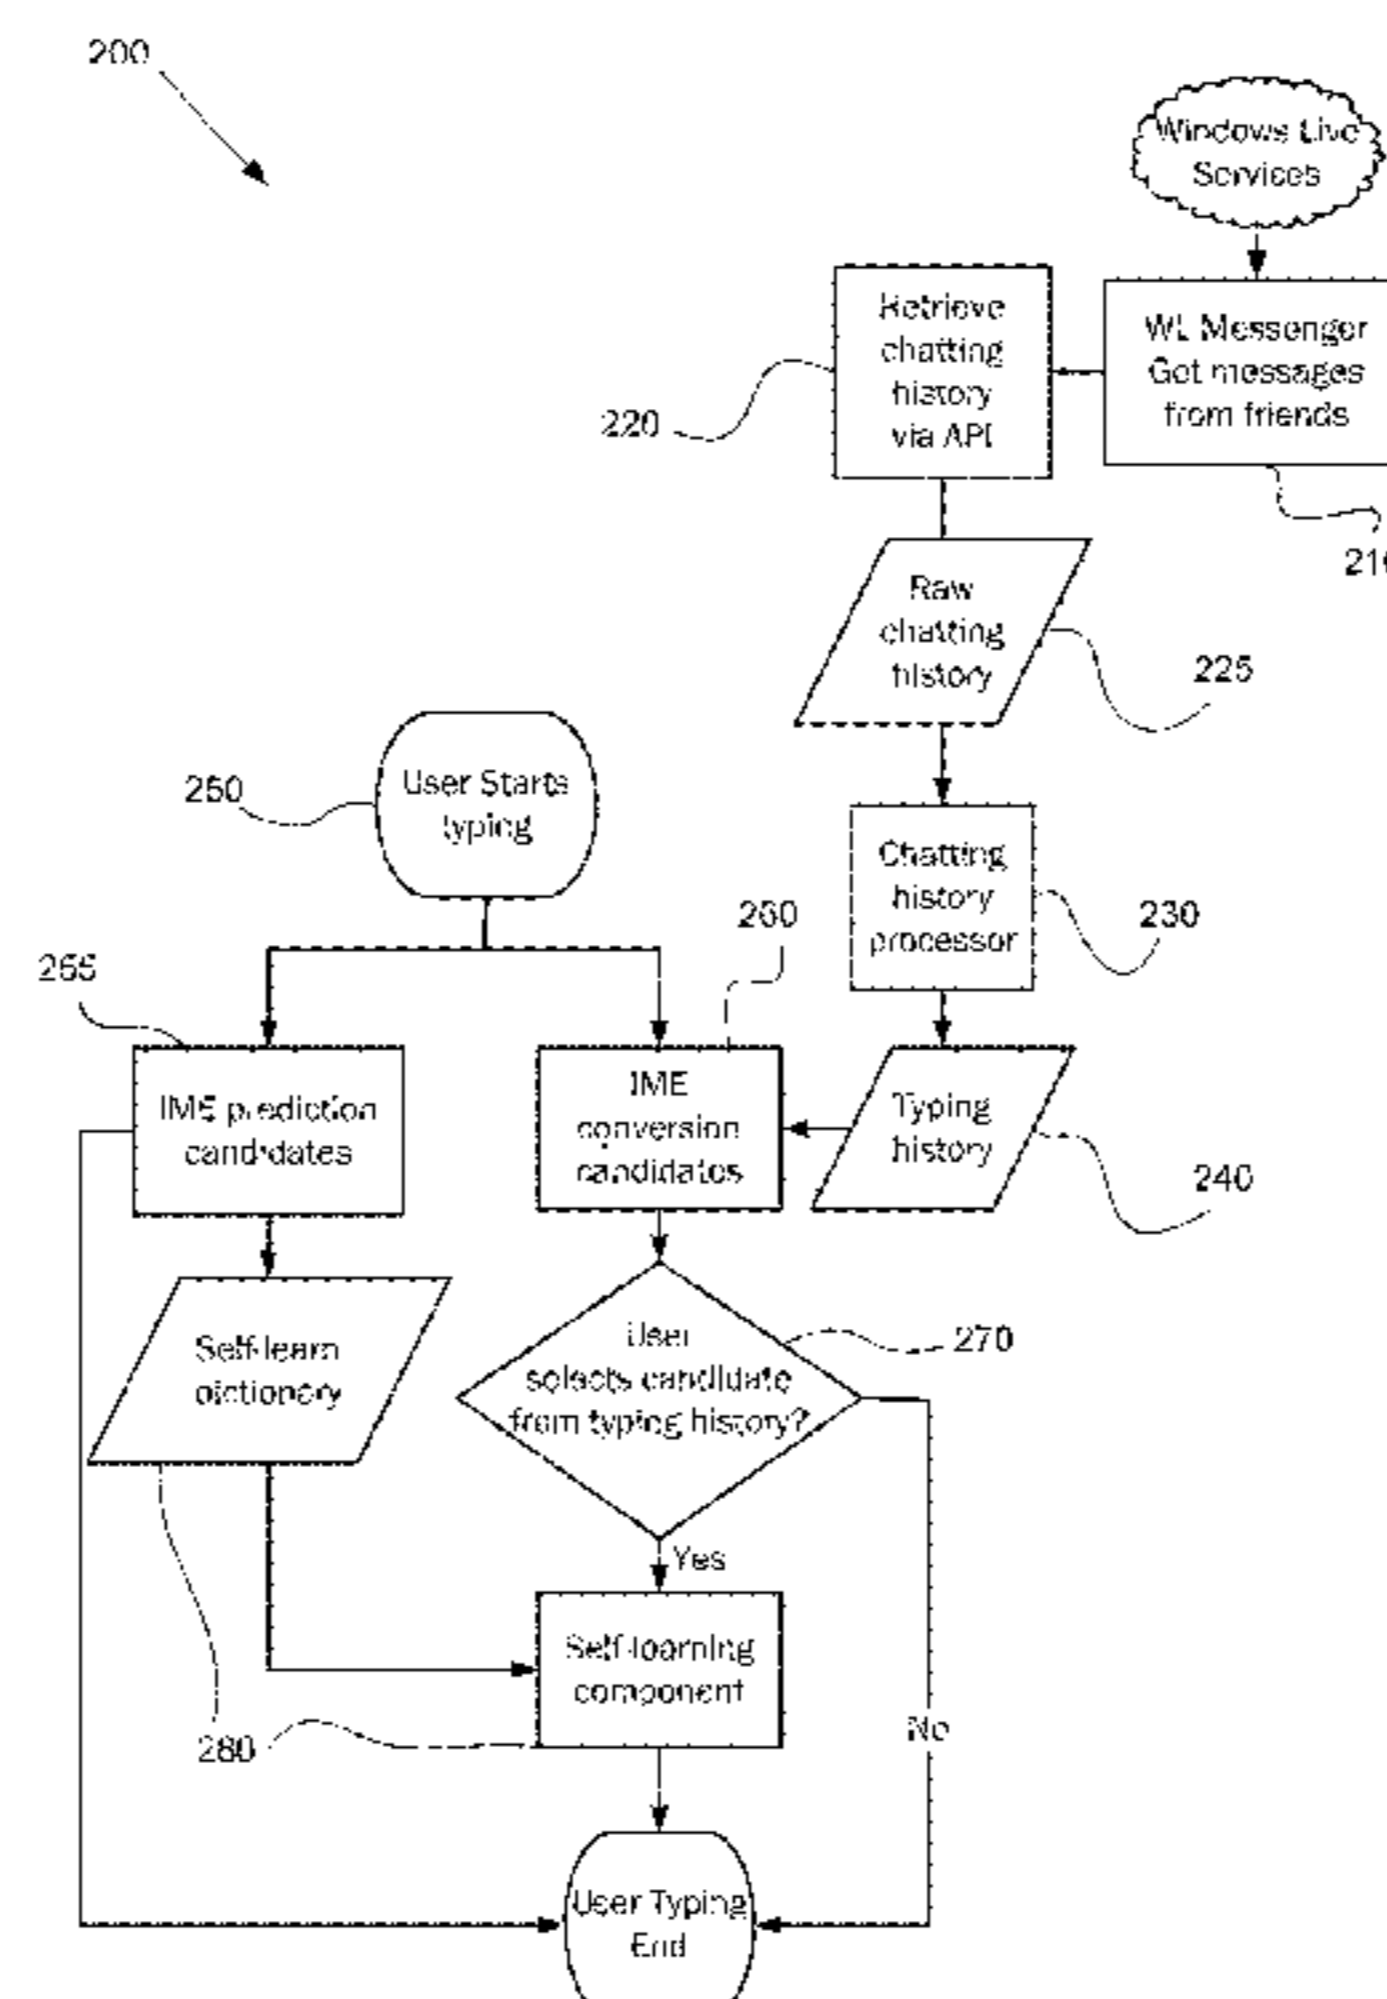 200
Windows Live
Services
Retrieve
chatting
history
via API
WL Messenger
Got messages
from friends
220
210
Raw
chatting
history
225
User Starts
typing
250
Chatting
history
processor
230
260
265
IME prediction
candidates
IME
conversion
candidates
Typing
history
240
Self-learn
dictionary
User
selects candidate
from typing history?
270
Yes
Self-learning
component
No
280
User Typing
End